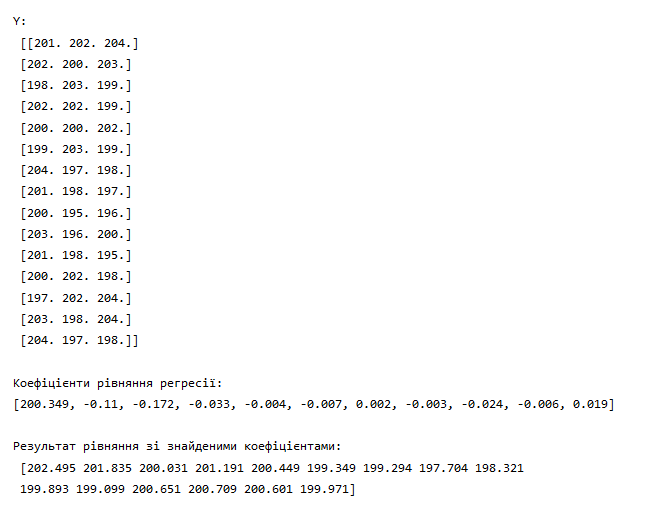 Y:
[[201. 202. 204.]
[202. 200. 203.]
[198. 203. 199.]
[202. 202. 199.]
[200. 200. 202.]
[199. 203. 199.]
[204. 197. 198.]
[201. 198. 197.]
[200. 195. 196.]
[203. 196. 200.]
[201. 198. 195.]
[200. 202. 198.]
[197. 202. 204.]
[203. 198. 204.]
[204. 197. 198.]]
Коефіцієнти рівняння регресії:
[200.349, -0.11, -0.172, -0.033, -0.004, -0.007, 0.002, -0.003, -0.024, -0.006, 0.019]
Результат рівняння зі знайденими коефіцієнтами:
[202.495 201.835 200.031 201.191 200.449 199.349 199.294 197.704 198.321
199.893 199.099 200.651 200.709 200.601 199.971]